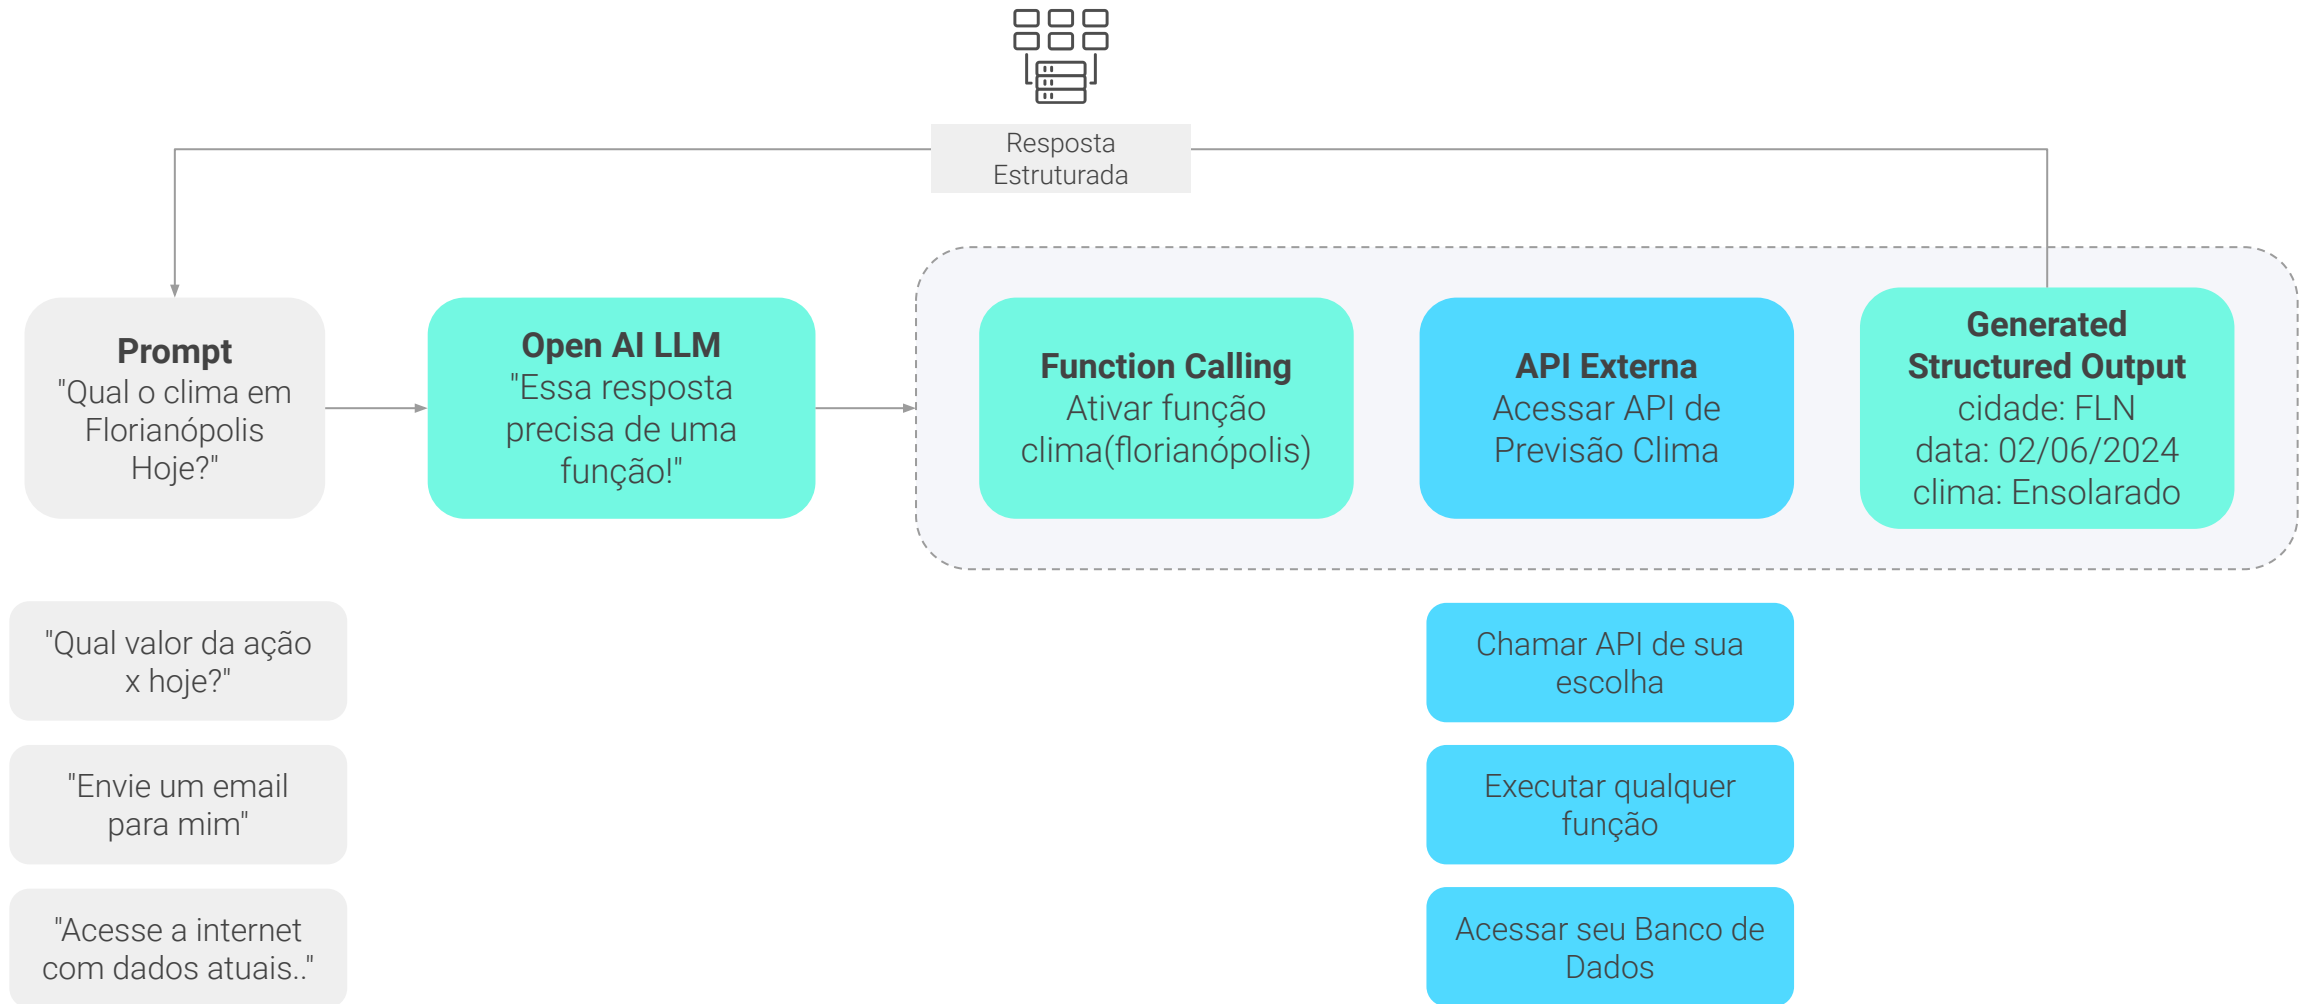 Resposta
Estruturada
Prompt
"Qual o clima em
Florianópolis
Hoje?"
Open AI LLM
"Essa resposta
precisa de uma
função!"
Function Calling
Ativar função
clima(florianópolis)
API Externa
Acessar API de
Previsão Clima
Generated
Structured Output
cidade: FLN
data: 02/06/2024
clima: Ensolarado
"Qual valor da ação
x hoje?"
Chamar API de sua
escolha
"Envie um email
para mim"
Executar qualquer
função
"Acesse a internet
com dados atuais.."
Acessar seu Banco de
Dados